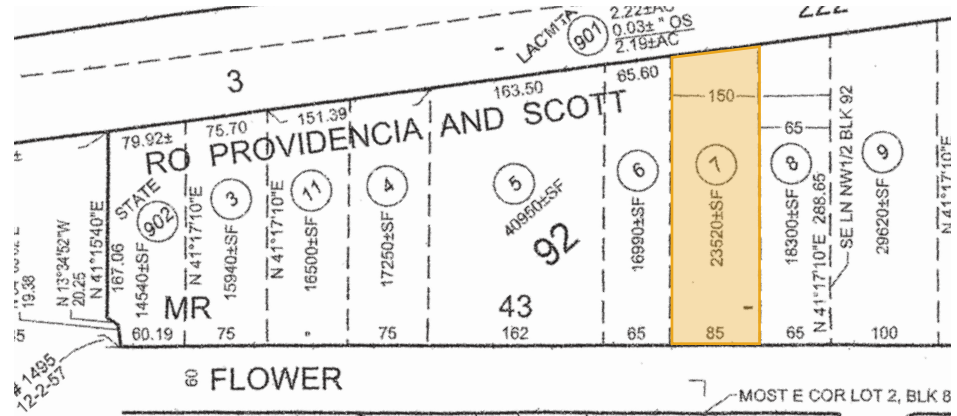 2.22±AC
0.03± " OS
2.19±AC
901
222
3
65.60
163.50
151.39
75.70
79.92±
150
65
RO PROVIDENCIA AND SCOTT
STATE
902
3
11
4
5
6
7
8
9
N 13°34'52"W
20.25
N 41°15'40"E
167.06
14540±SF
N 41°17'10"E
15940±SF
N 41°17'10"E
16500±SF
17250±SF
40950±SF
92
16990±SF
23520±SF
18300±SF
N 41°17'10"E 288.65
SE LN NW1/2 BLK 92
29620±SF
N 41°17'10"E
19.38
MR
43
60.19
75
"
75
162
65
85
65
100
# 1495
12-2-57
60
FLOWER
MOST E COR LOT 2, BLK 8